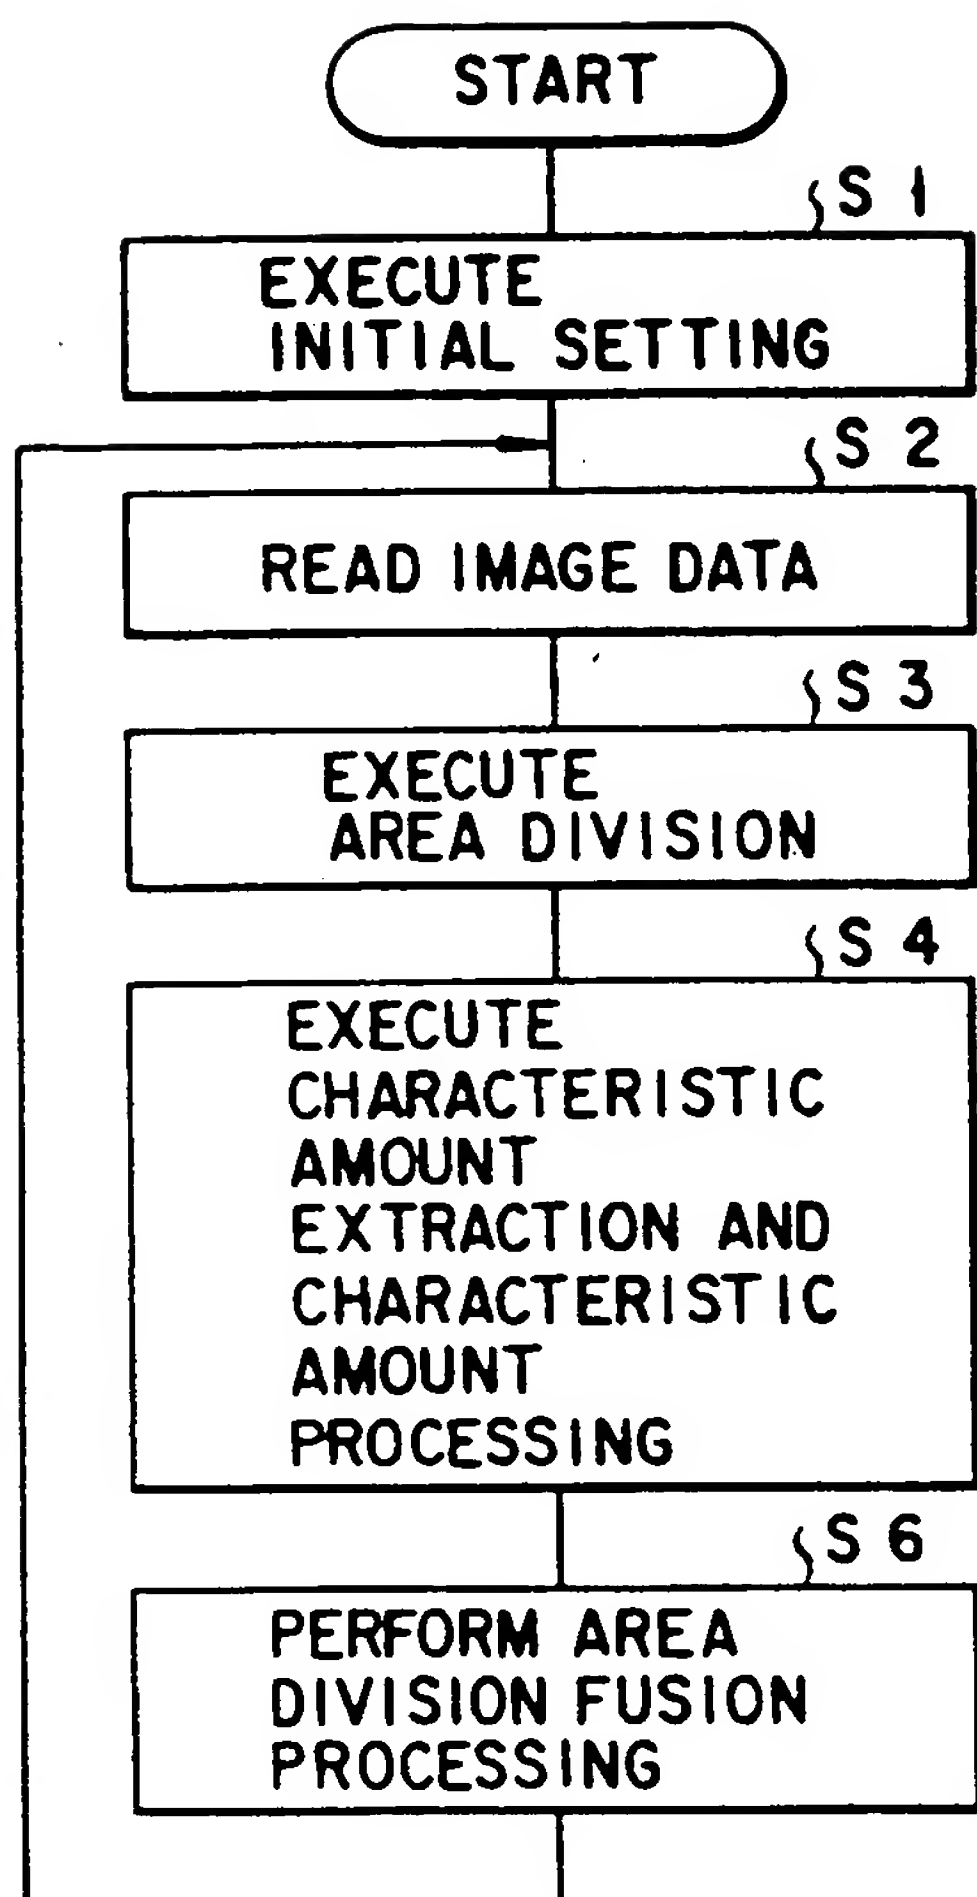 START
S 1
EXECUTE
INITIAL SETTING
S 2
READ IMAGE DATA
S 3
EXECUTE
AREA DIVISION
S 4
EXECUTE
CHARACTERISTIC
AMOUNT
EXTRACTION AND
CHARACTERISTIC
AMOUNT
PROCESSING
S 6
PERFORM AREA
DIVISION FUSION
PROCESSING